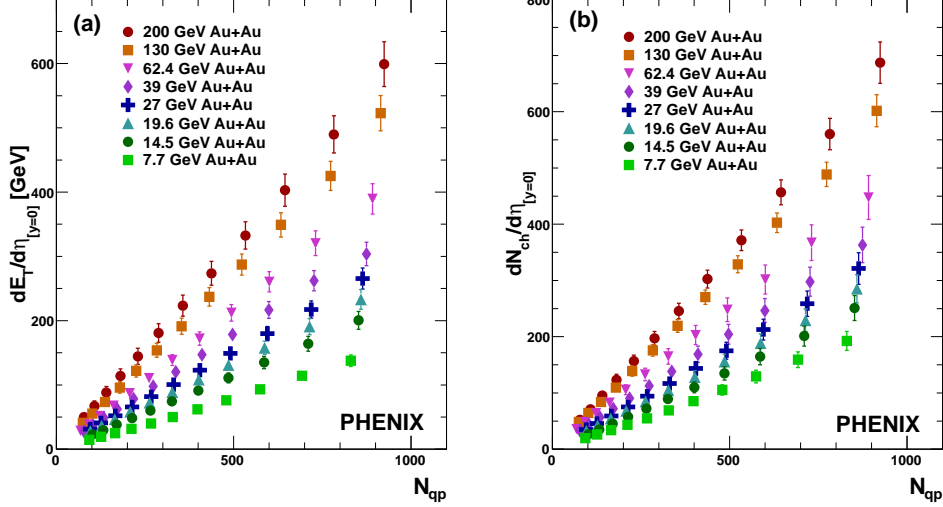 (a)
200 GeV Au+Au
130 GeV Au+Au
62.4 GeV Au+Au
39 GeV Au+Au
27 GeV Au+Au
19.6 GeV Au+Au
14.5 GeV Au+Au
7.7 GeV Au+Au
dE_T/dη_[y=0] [GeV]
600
400
200
0
0 500 1000
PHENIX
N_qp
(b)
200 GeV Au+Au
130 GeV Au+Au
62.4 GeV Au+Au
39 GeV Au+Au
27 GeV Au+Au
19.6 GeV Au+Au
14.5 GeV Au+Au
7.7 GeV Au+Au
dN_ch/dη_[y=0]
800
600
400
200
0
0 500 1000
PHENIX
N_qp